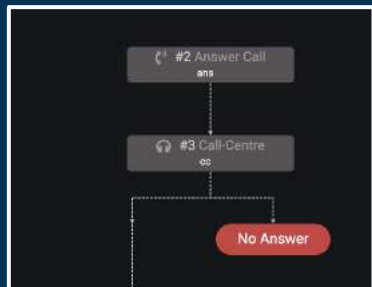 #2 Answer Call
ans
#3 Call-Centre
cc
No Answer